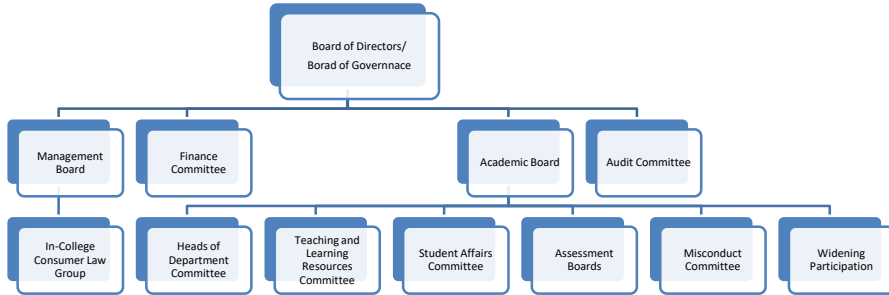 Board of Directors/
Borad of Governnace
Management
Board
Finance
Committee
Academic Board
Audit Committee
In-College
Consumer Law
Group
Heads of
Department
Committee
Teaching and
Learning
Resources
Committee
Student Affairs
Committee
Assessment
Boards
Misconduct
Committee
Widening
Participation